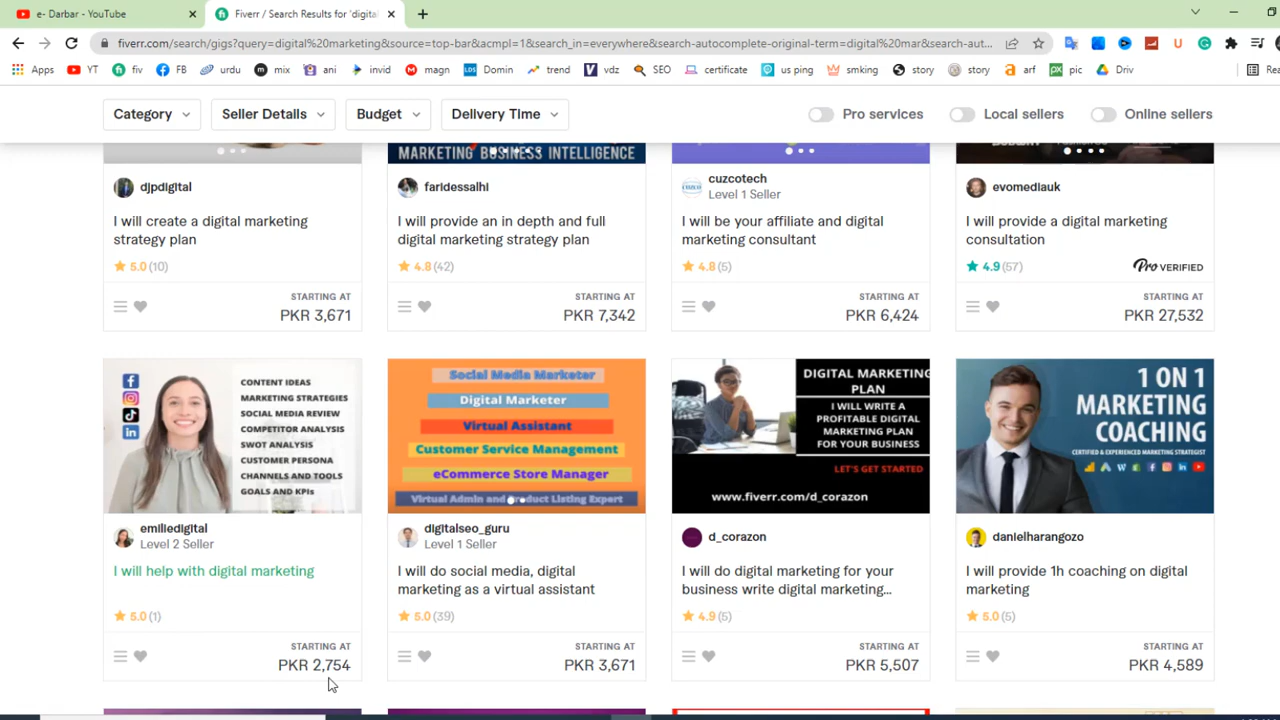 e- Darbar - YouTube
Fiverr / Search Results for 'digital
fiverr.com/search/gigs?query=digital%20marketing&source=top-bar&acmpl=1&search_in=everywhere&search-autocomplete-original-term=digital%20mar&search-aut...
Apps YT fiv FB urdu mix ani invid magn Domin trend vdz SEO certificate us ping smking story story arf pic Driv Rea
Category Seller Details Budget Delivery Time Pro services Local sellers Online sellers
MARKETING BUSINESS INTELLIGENCE
djpdigital
I will create a digital marketing
strategy plan
5.0 (10)
STARTING AT
PKR 3,671
faridessalhi
I will provide an in depth and full
digital marketing strategy plan
4.8 (42)
STARTING AT
PKR 7,342
cuzcotech
Level 1 Seller
I will be your affiliate and digital
marketing consultant
4.8 (5)
STARTING AT
PKR 6,424
evomediauk
I will provide a digital marketing
consultation
4.9 (57)
Pro VERIFIED
STARTING AT
PKR 27,532
CONTENT IDEAS
MARKETING STRATEGIES
SOCIAL MEDIA REVIEW
COMPETITOR ANALYSIS
SWOT ANALYSIS
CUSTOMER PERSONA
CHANNELS AND TOOLS
GOALS AND KPIs
emiliedigital
Level 2 Seller
I will help with digital marketing
5.0 (1)
STARTING AT
PKR 2,754
Social Media Marketer
Digital Marketer
Virtual Assistant
Customer Service Management
eCommerce Store Manager
Virtual Admin and Product Listing Expert
digitalseo_guru
Level 1 Seller
I will do social media, digital
marketing as a virtual assistant
5.0 (39)
STARTING AT
PKR 3,671
DIGITAL MARKETING
PLAN
I WILL WRITE A
PROFITABLE DIGITAL
MARKETING PLAN
FOR YOUR BUSINESS
LET'S GET STARTED
www.fiverr.com/d_corazon
d_corazon
I will do digital marketing for your
business write digital marketing...
4.9 (5)
STARTING AT
PKR 5,507
1 ON 1
MARKETING
COACHING
CERTIFIED & EXPERIENCED MARKETING STRATEGIST
danielharangozo
I will provide 1h coaching on digital
marketing
5.0 (5)
STARTING AT
PKR 4,589